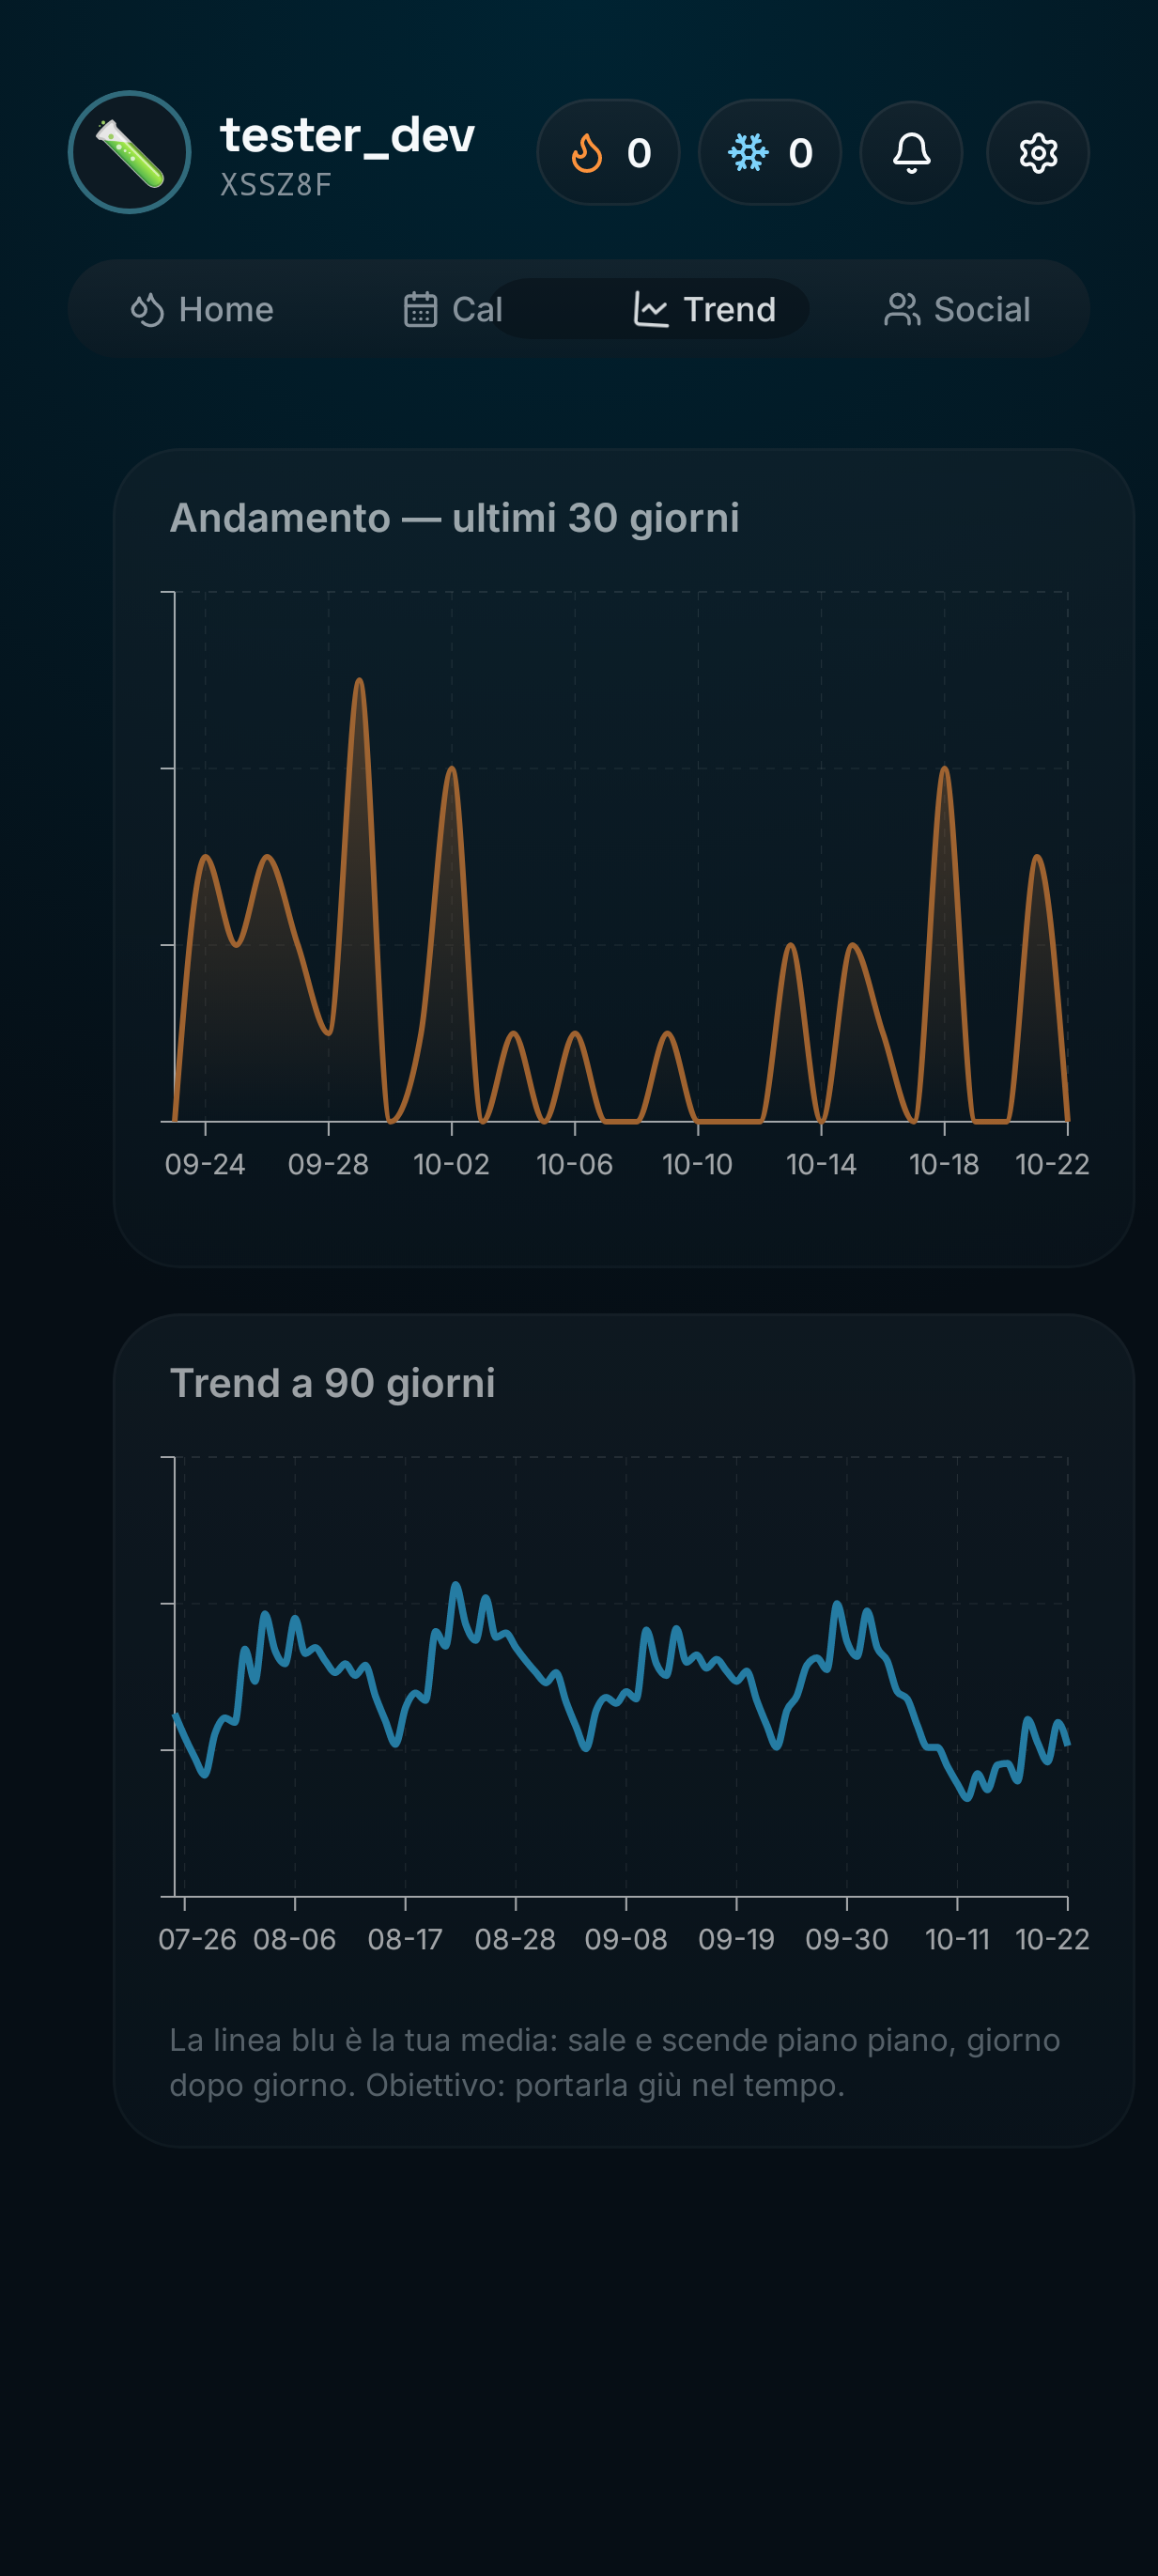 tester_dev
XSSZ8F
0
0
Home
Cal
Trend
Social
Andamento — ultimi 30 giorni
09-24 09-28 10-02 10-06 10-10 10-14 10-18 10-22
Trend a 90 giorni
07-26 08-06 08-17 08-28 09-08 09-19 09-30 10-11 10-22
La linea blu è la tua media: sale e scende piano piano, giorno
dopo giorno. Obiettivo: portarla giù nel tempo.